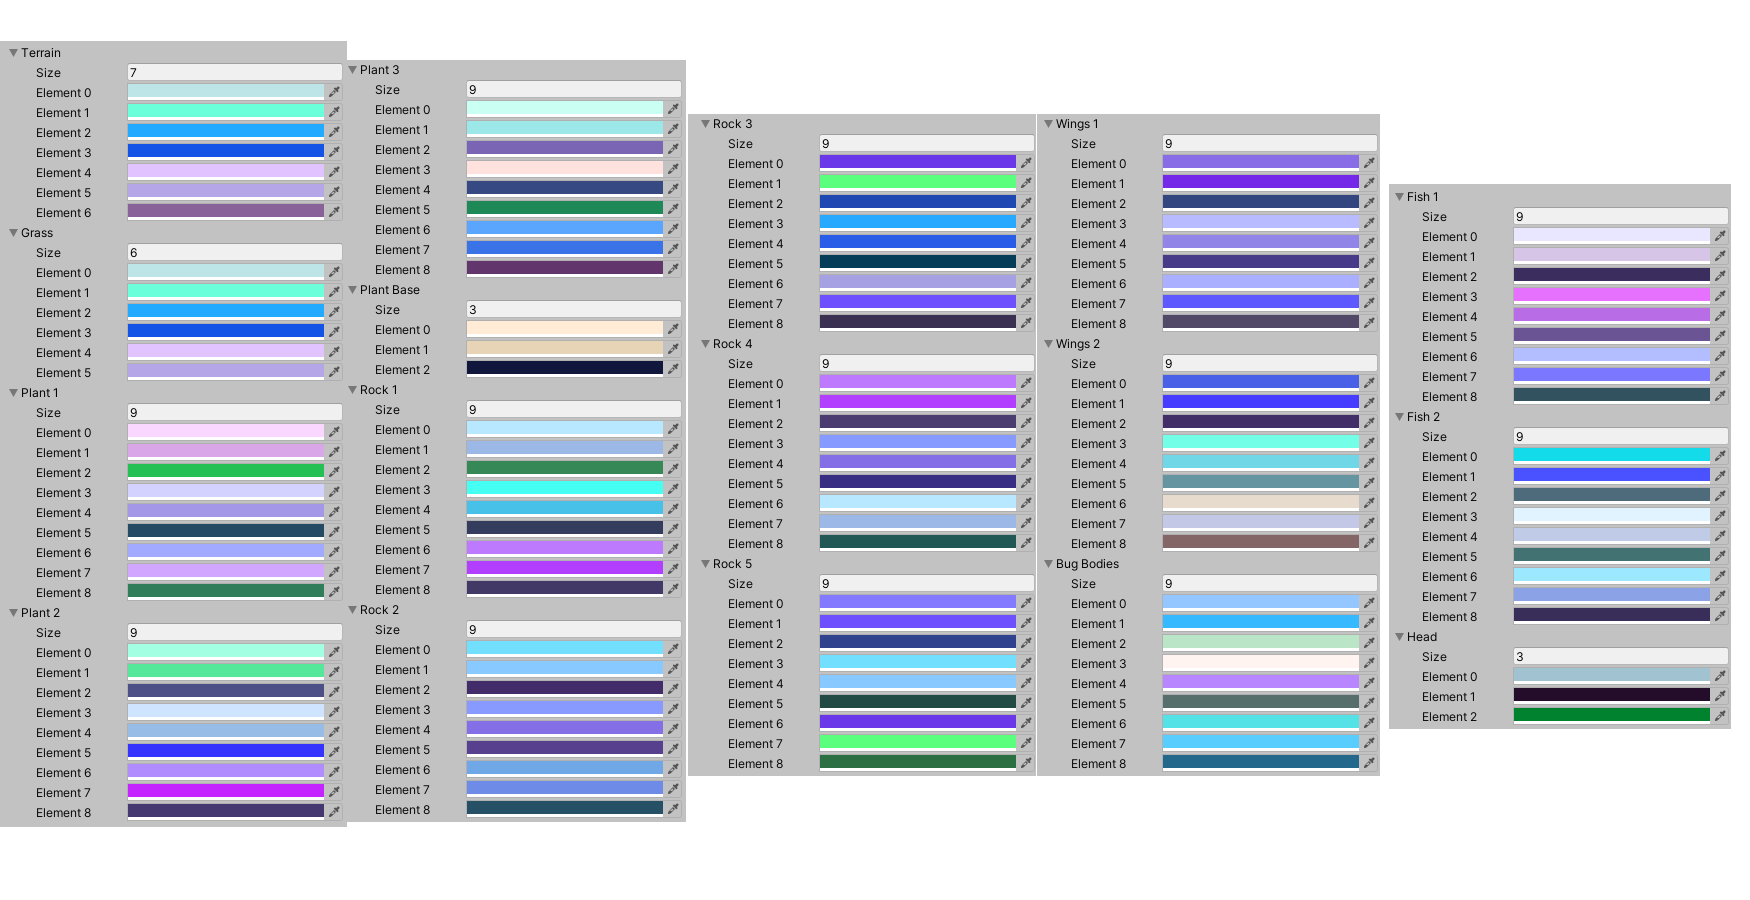 Terrain
Size 7
Element 0
Element 1
Element 2
Element 3
Element 4
Element 5
Element 6
Grass
Size 6
Element 0
Element 1
Element 2
Element 3
Element 4
Element 5
Plant 1
Size 9
Element 0
Element 1
Element 2
Element 3
Element 4
Element 5
Element 6
Element 7
Element 8
Plant 2
Size 9
Element 0
Element 1
Element 2
Element 3
Element 4
Element 5
Element 6
Element 7
Element 8
Plant 3
Size 9
Element 0
Element 1
Element 2
Element 3
Element 4
Element 5
Element 6
Element 7
Element 8
Plant Base
Size 3
Element 0
Element 1
Element 2
Rock 1
Size 9
Element 0
Element 1
Element 2
Element 3
Element 4
Element 5
Element 6
Element 7
Element 8
Rock 2
Size 9
Element 0
Element 1
Element 2
Element 3
Element 4
Element 5
Element 6
Element 7
Element 8
Rock 3
Size 9
Element 0
Element 1
Element 2
Element 3
Element 4
Element 5
Element 6
Element 7
Element 8
Rock 4
Size 9
Element 0
Element 1
Element 2
Element 3
Element 4
Element 5
Element 6
Element 7
Element 8
Rock 5
Size 9
Element 0
Element 1
Element 2
Element 3
Element 4
Element 5
Element 6
Element 7
Element 8
Wings 1
Size 9
Element 0
Element 1
Element 2
Element 3
Element 4
Element 5
Element 6
Element 7
Element 8
Wings 2
Size 9
Element 0
Element 1
Element 2
Element 3
Element 4
Element 5
Element 6
Element 7
Element 8
Bug Bodies
Size 9
Element 0
Element 1
Element 2
Element 3
Element 4
Element 5
Element 6
Element 7
Element 8
Fish 1
Size 9
Element 0
Element 1
Element 2
Element 3
Element 4
Element 5
Element 6
Element 7
Element 8
Fish 2
Size 9
Element 0
Element 1
Element 2
Element 3
Element 4
Element 5
Element 6
Element 7
Element 8
Head
Size 3
Element 0
Element 1
Element 2